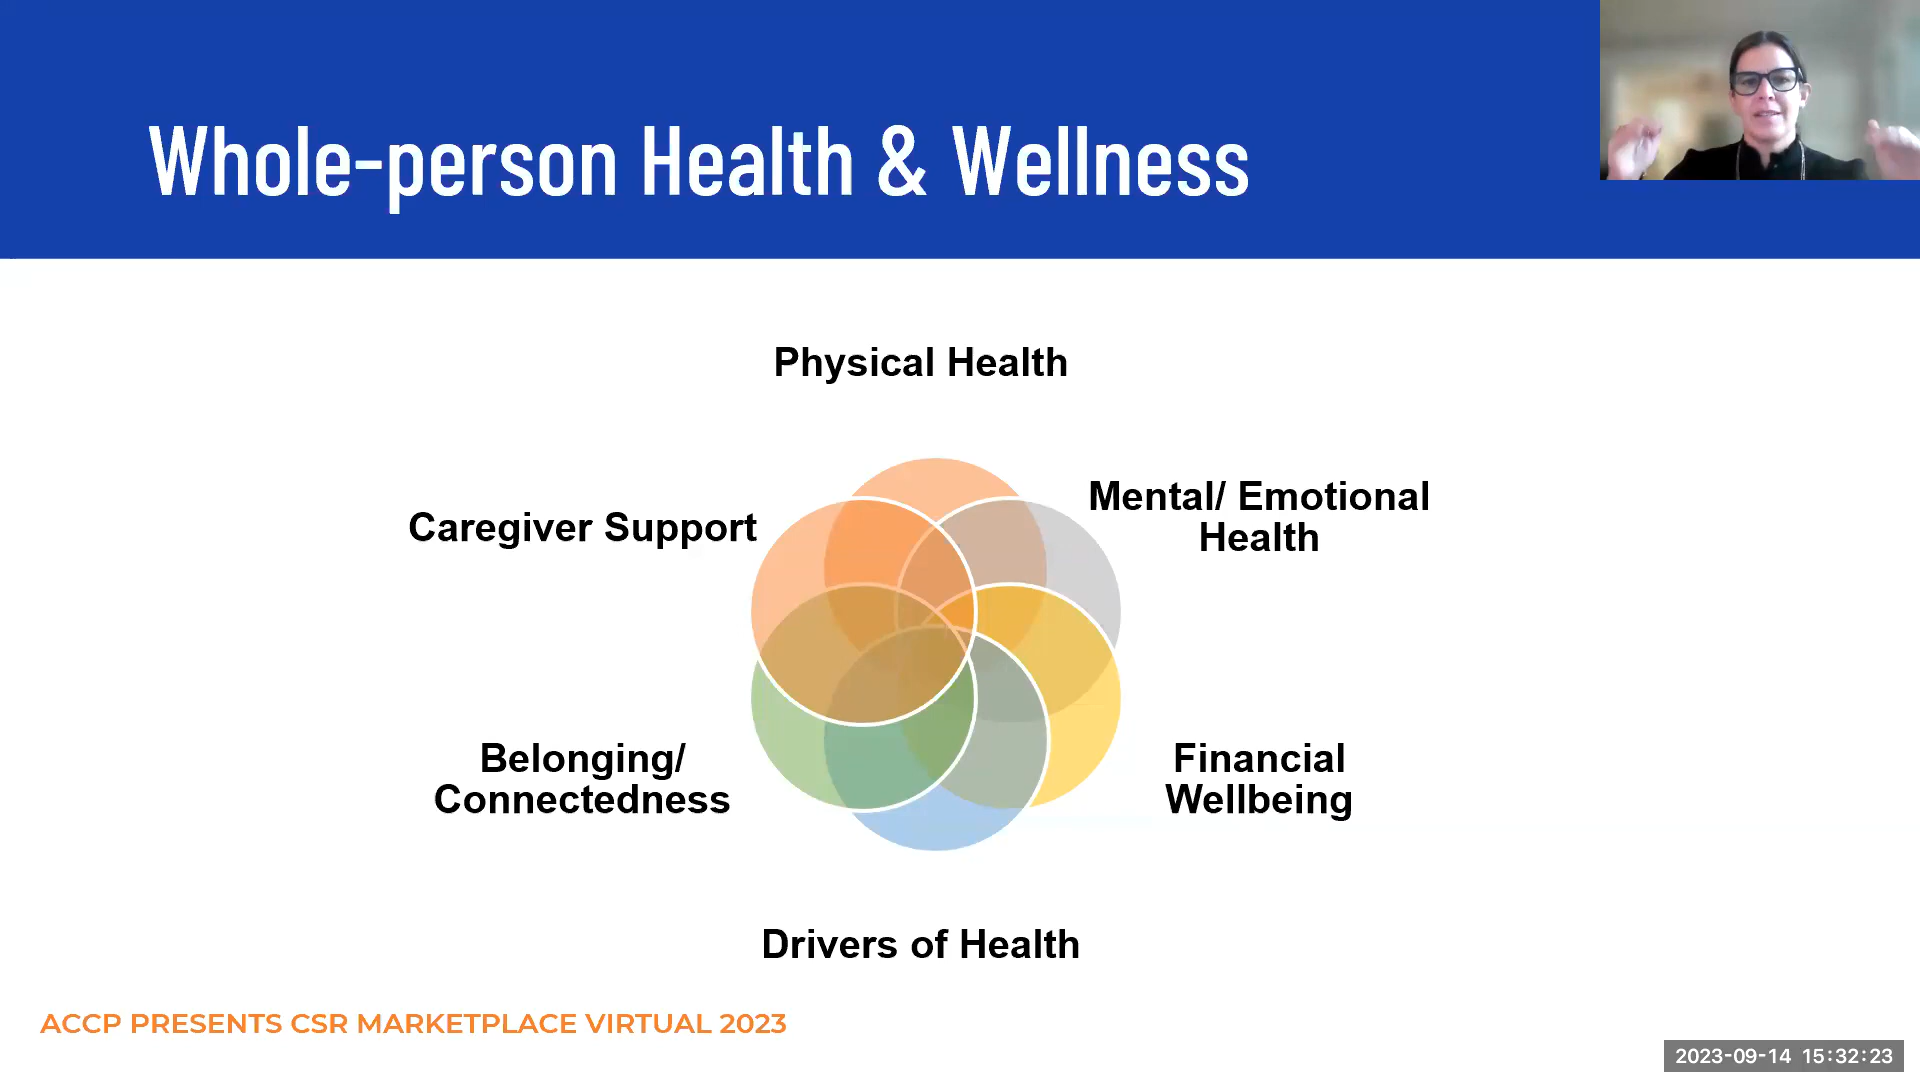 Whole-person Health & Wellness
Physical Health
Caregiver Support
Mental/ Emotional
Health
Belonging/
Connectedness
Financial
Wellbeing
Drivers of Health
ACCP PRESENTS CSR MARKETPLACE VIRTUAL 2023
2023-09-14 15:32:23